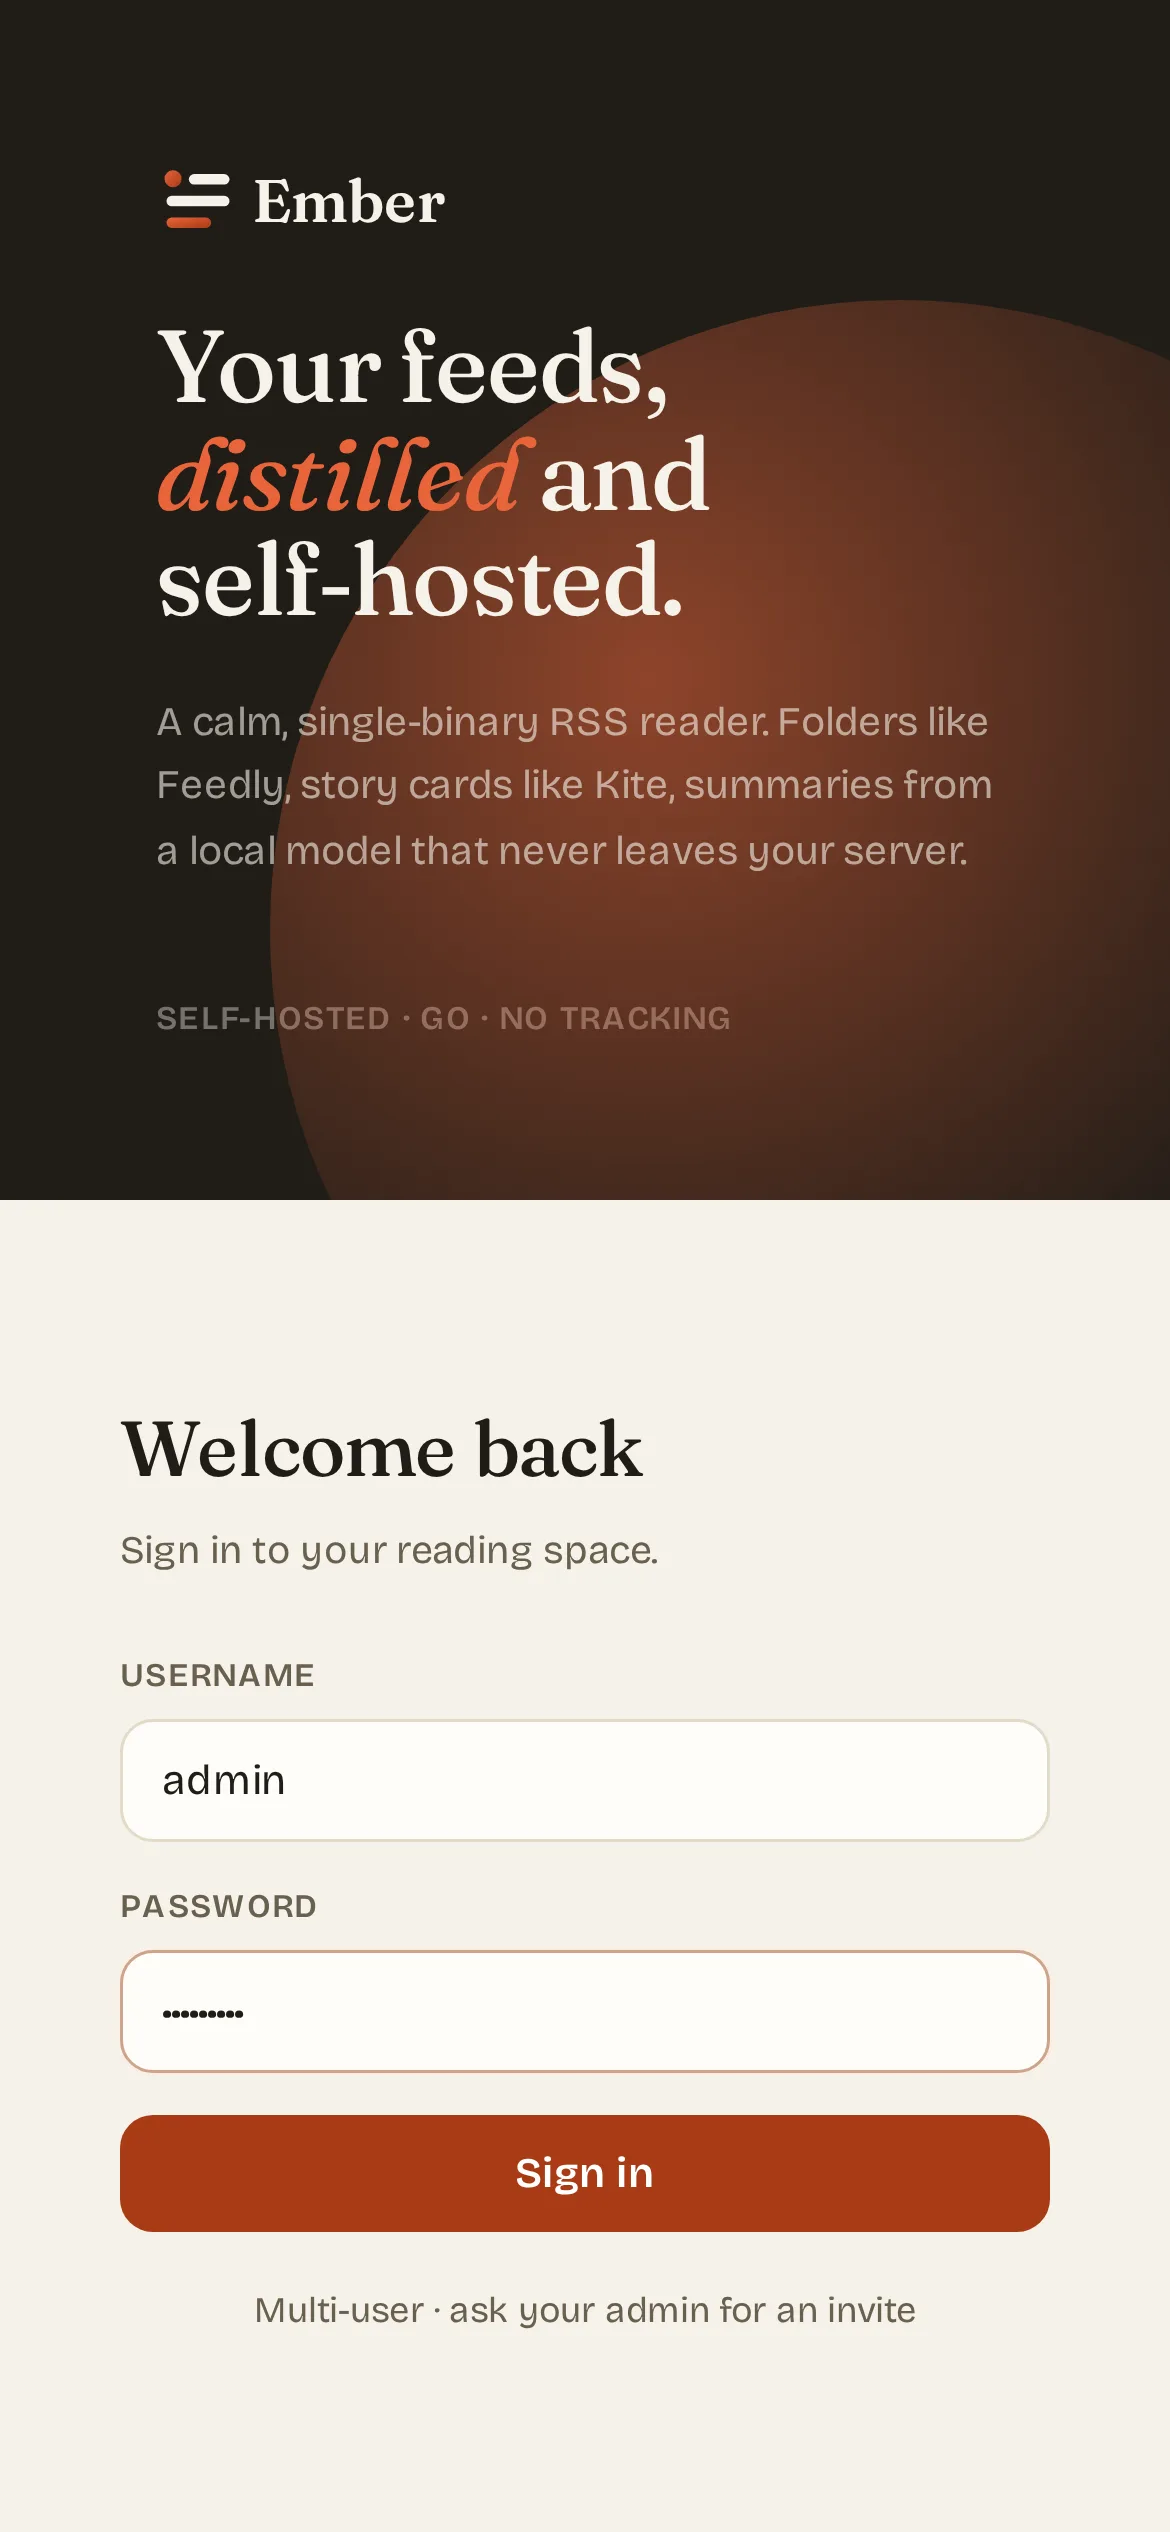 Ember
Your feeds,
distilled and
self-hosted.
A calm, single-binary RSS reader. Folders like
Feedly, story cards like Kite, summaries from
a local model that never leaves your server.
SELF-HOSTED · GO · NO TRACKING
Welcome back
Sign in to your reading space.
USERNAME
admin
PASSWORD
•••••••••
Sign in
Multi-user · ask your admin for an invite